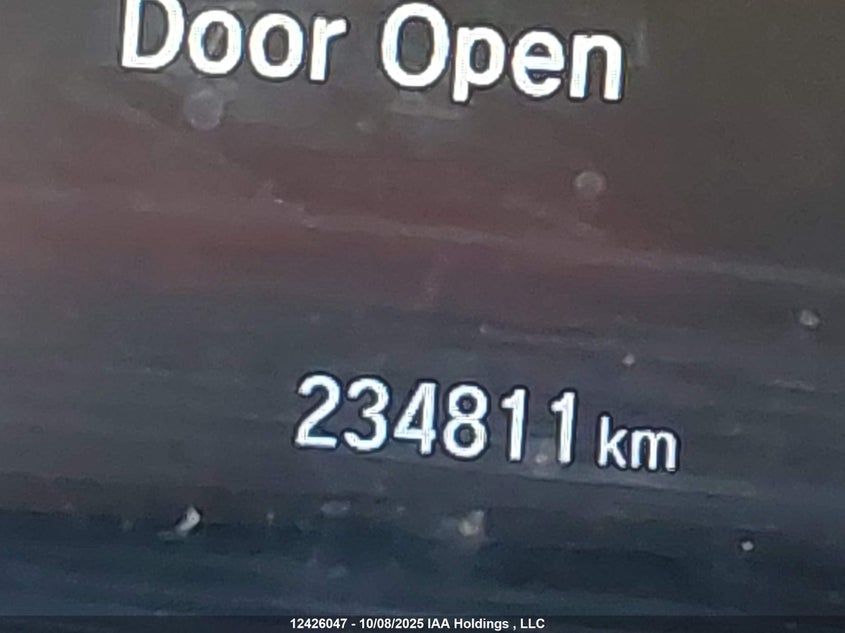 Door Open
234811 km
12426047 - 10/08/2025 IAA Holdings , LLC